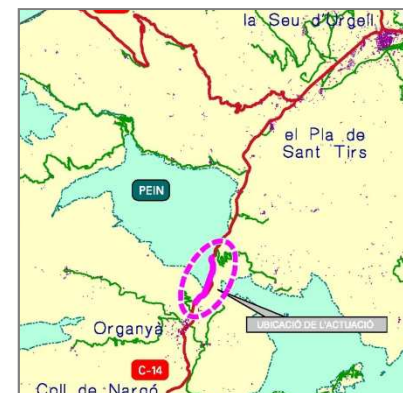 la Seu d'Urgell
el Pla de
Sant Tirs
PEIN
UBICACIÓ DE L'ACTUACIÓ
Organyà
C-14
Coll de Nargó